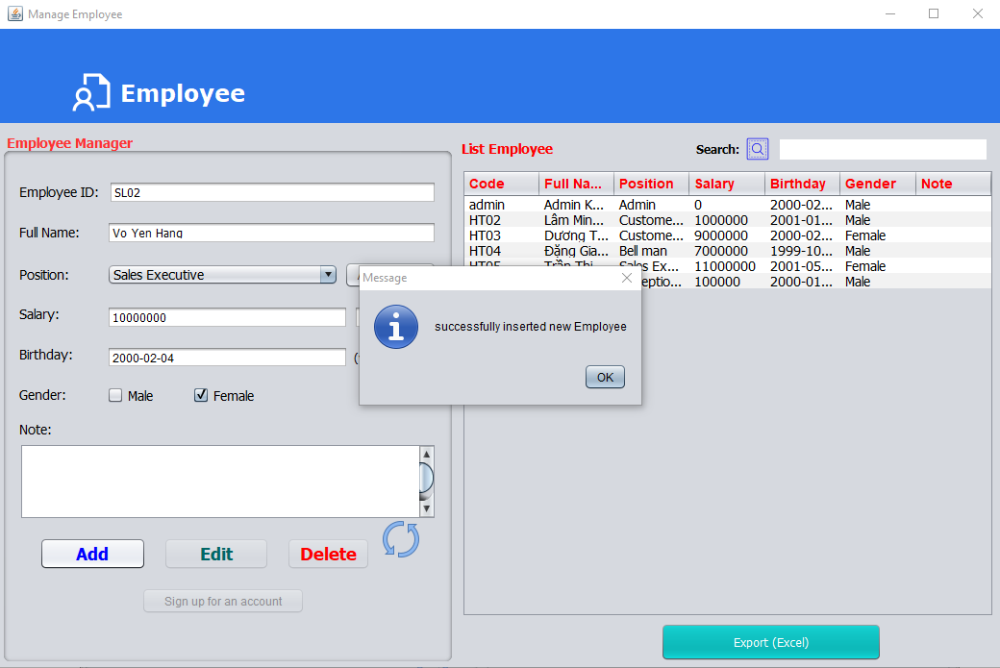 Manage Employee
Employee
Employee Manager
Employee ID: SL02
Full Name: Vo Yen Hang
Position: Sales Executive
Salary: 10000000
Birthday: 2000-02-04 (
Gender: Male Female
Note:
Add Edit Delete
Sign up for an account
List Employee Search:
Code Full Na... Position Salary Birthday Gender Note
admin Admin K... Admin 0 2000-02... Male
HT02 Lâm Min... Custome... 1000000 2001-01... Male
HT03 Dương T... Custome... 9000000 2000-02... Female
HT04 Đặng Gia... Bell man 7000000 1999-10... Male
HT05 Trần Thị Sales Ex... 11000000 2001-05... Female
eptio... 100000 2000-01... Male
Message
successfully inserted new Employee
OK
Export (Excel)